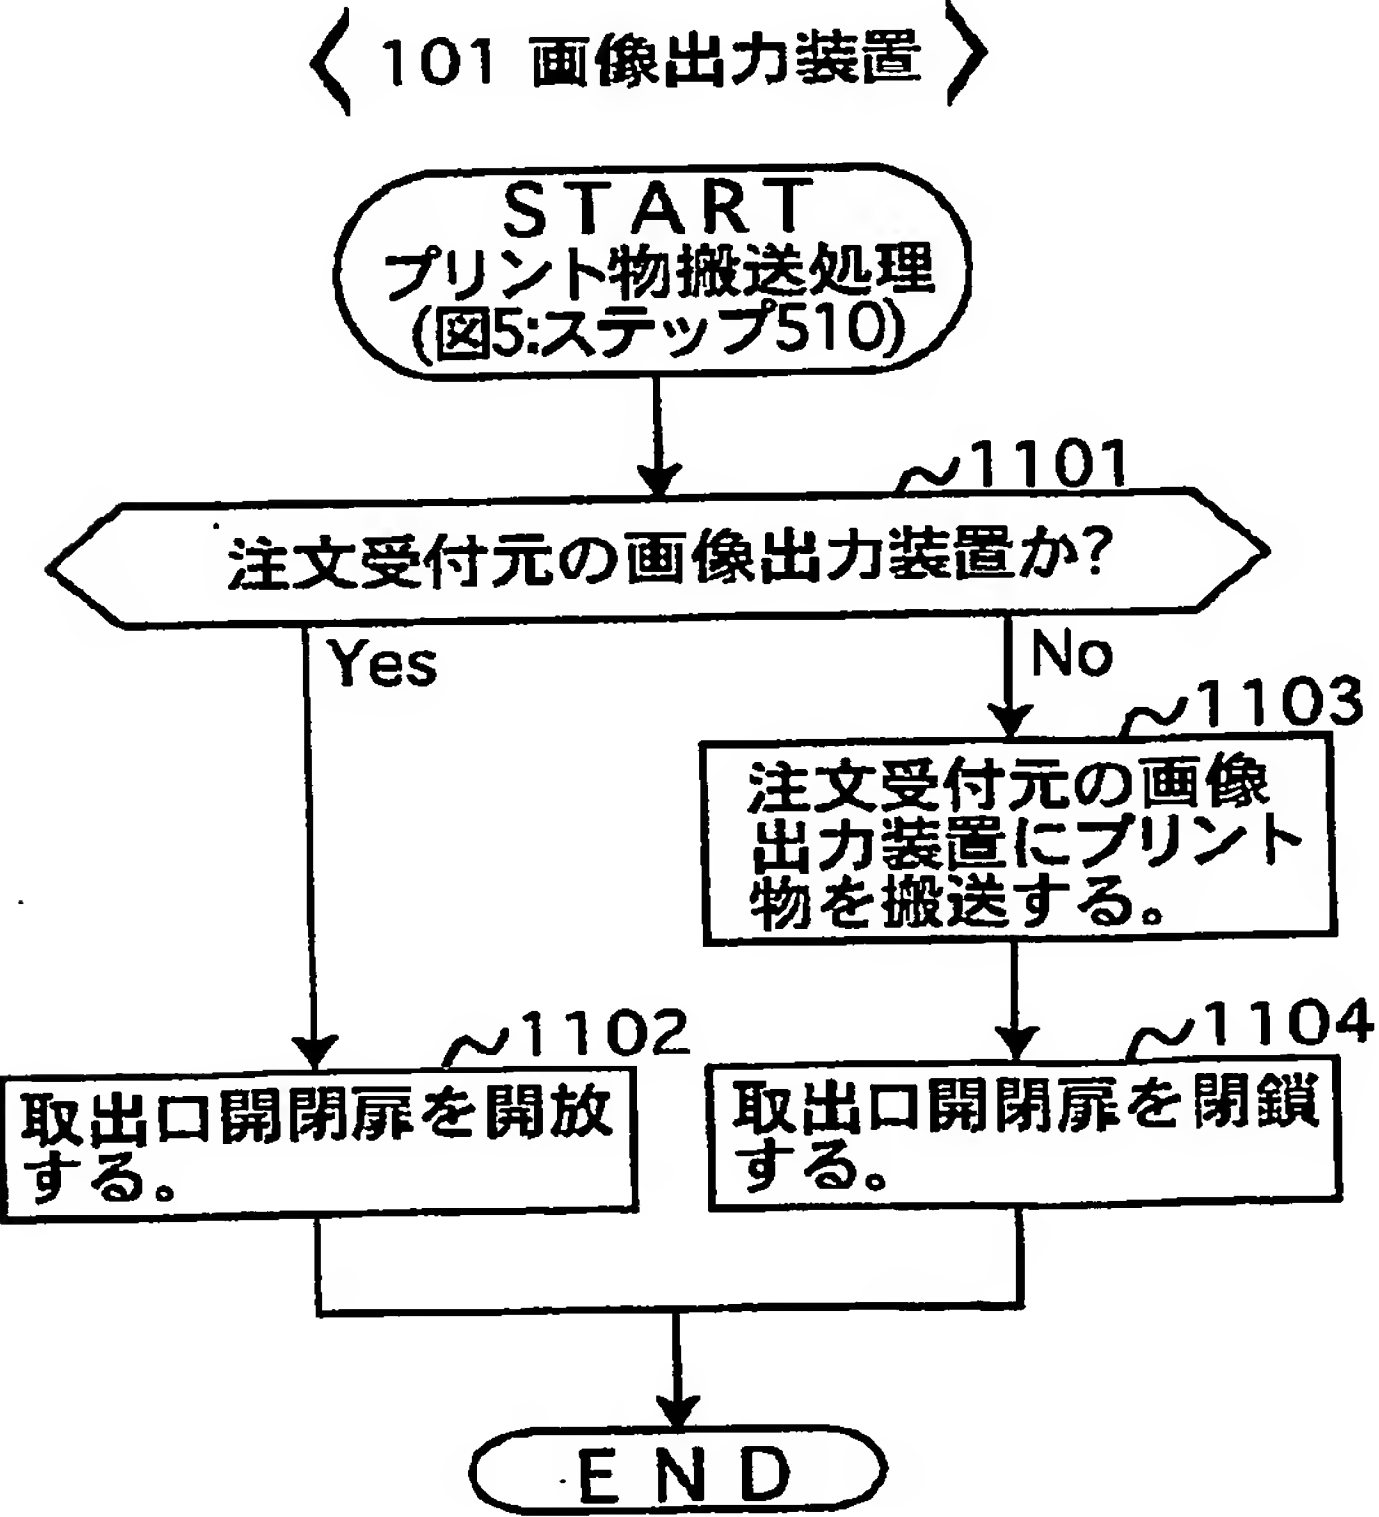 〈 101 画像出力装置 〉
START
プリント物搬送処理
(図5:ステップ510)
1101
注文受付元の画像出力装置か?
Yes
No
1103
注文受付元の画像
出力装置にプリント
物を搬送する。
1102
取出口開閉扉を開放
する。
1104
取出口開閉扉を閉鎖
する。
END